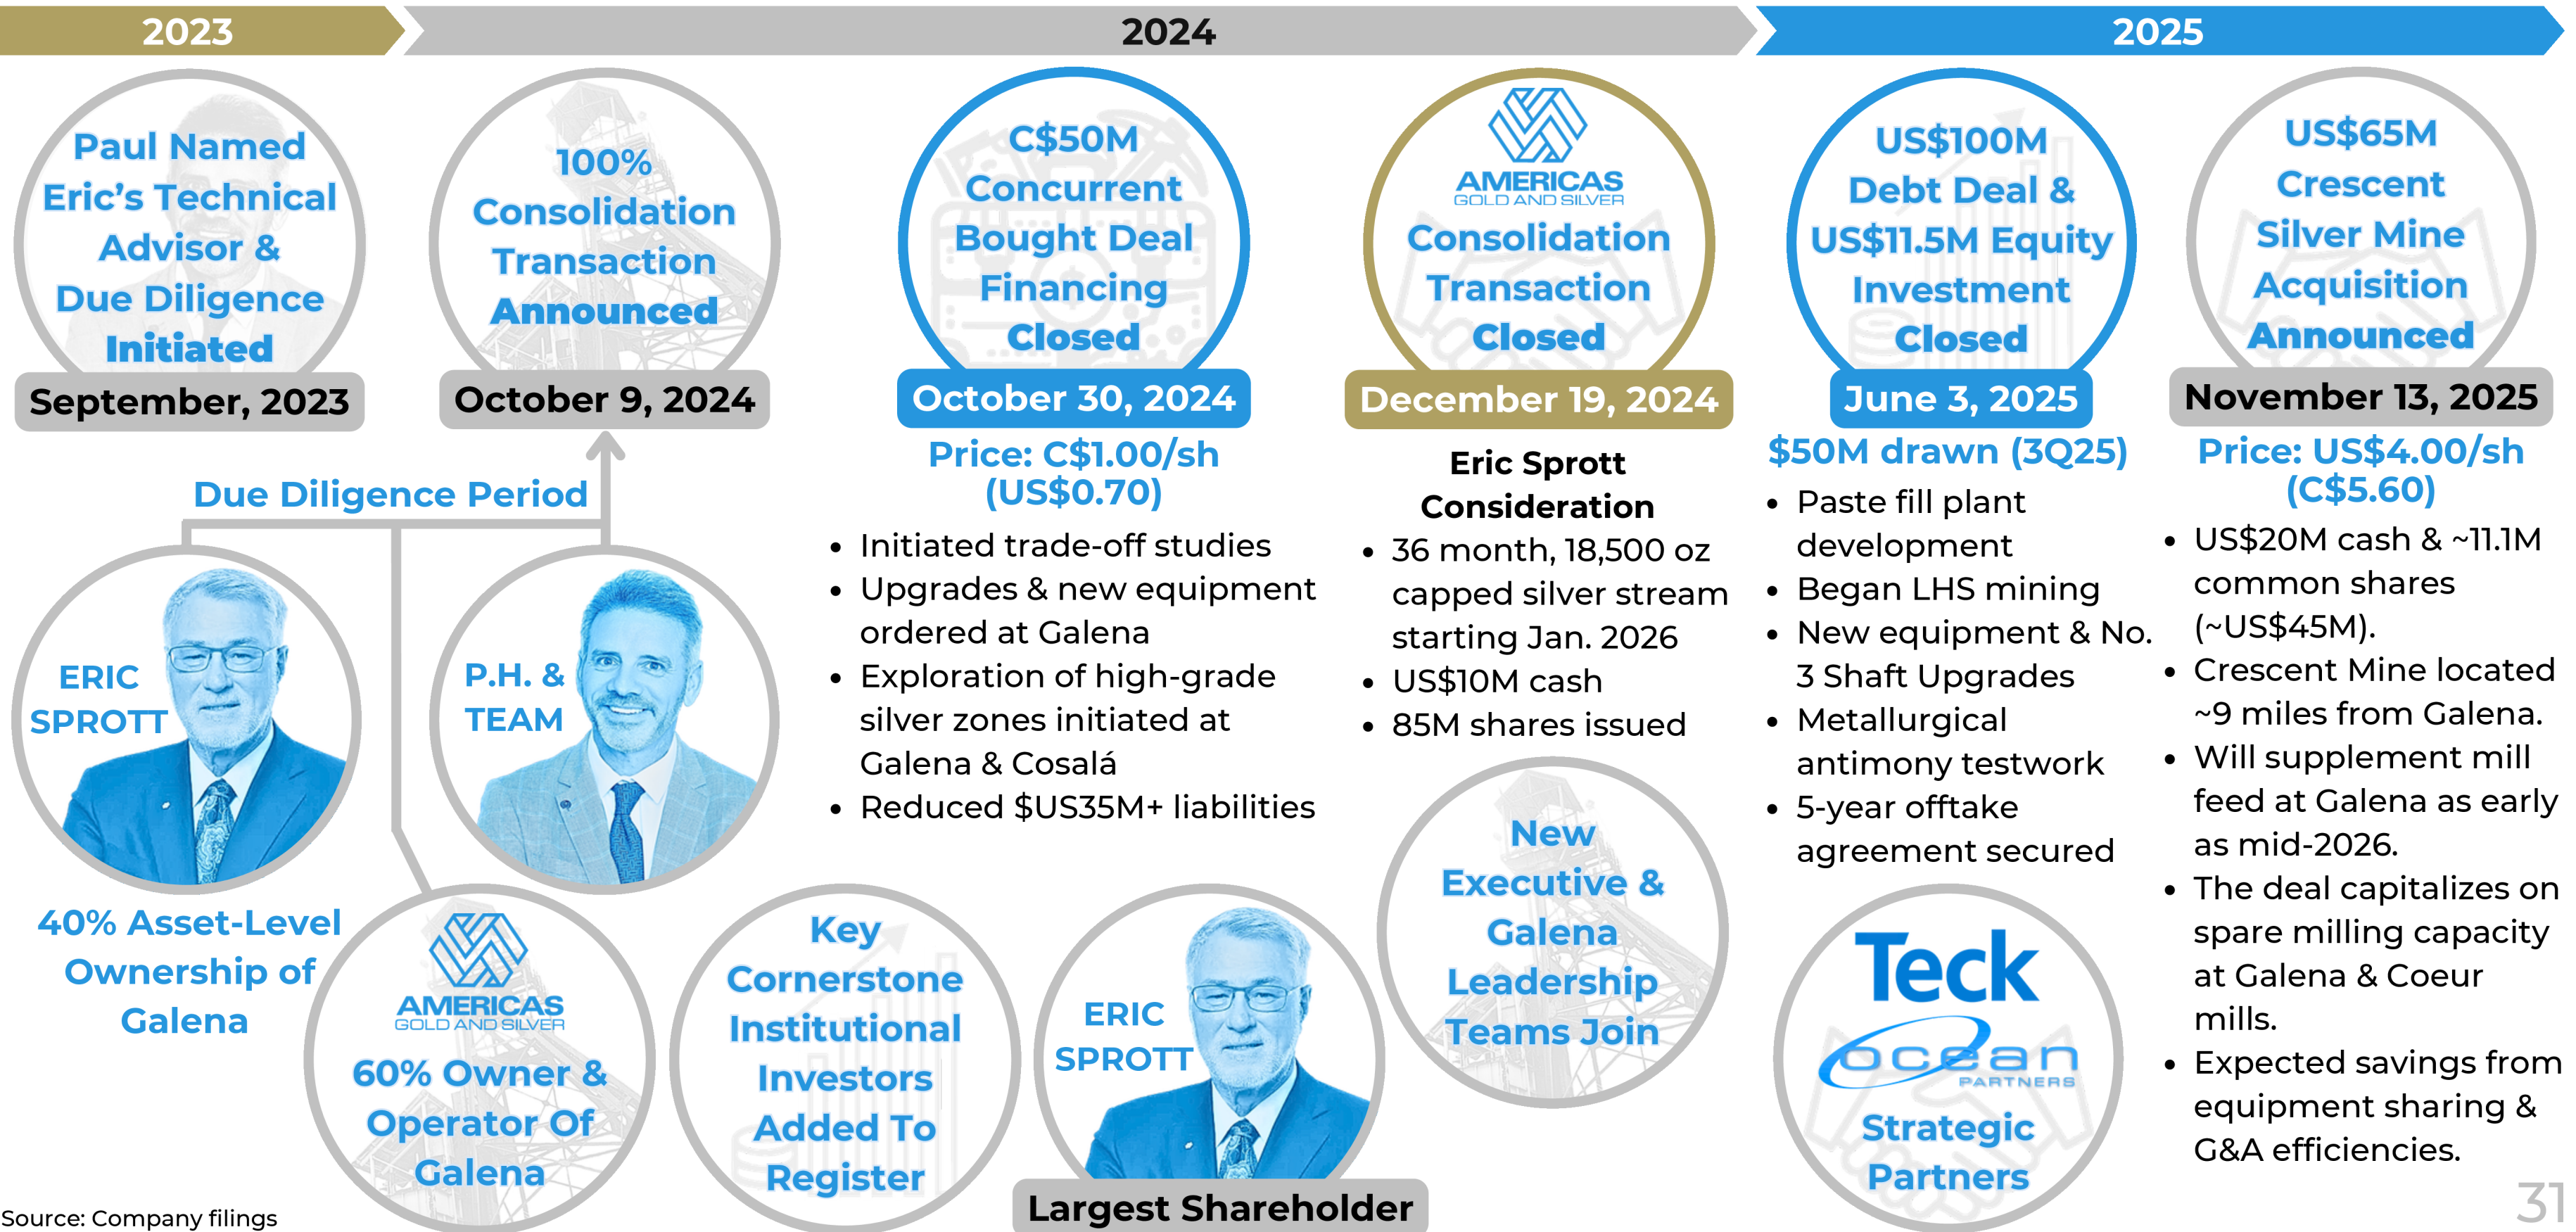 2023
2024
2025
Paul Named
Eric’s Technical
Advisor &
Due Diligence
Initiated
September, 2023
100%
Consolidation
Transaction
Announced
October 9, 2024
C$50M
Concurrent
Bought Deal
Financing
Closed
October 30, 2024
Price: C$1.00/sh
(US$0.70)
• Initiated trade-off studies
• Upgrades & new equipment
ordered at Galena
• Exploration of high-grade
silver zones initiated at
Galena & Cosalá
• Reduced $US35M+ liabilities
AMERICAS
GOLD AND SILVER
Consolidation
Transaction
Closed
December 19, 2024
Eric Sprott
Consideration
• 36 month, 18,500 oz
capped silver stream
starting Jan. 2026
• US$10M cash
• 85M shares issued
US$100M
Debt Deal &
US$11.5M Equity
Investment
Closed
June 3, 2025
$50M drawn (3Q25)
• Paste fill plant
development
• Began LHS mining
• New equipment & No.
3 Shaft Upgrades
• Metallurgical
antimony testwork
• 5-year offtake
agreement secured
US$65M
Crescent
Silver Mine
Acquisition
Announced
November 13, 2025
Price: US$4.00/sh
(C$5.60)
• US$20M cash & ~11.1M
common shares
(~US$45M).
• Crescent Mine located
~9 miles from Galena.
• Will supplement mill
feed at Galena as early
as mid-2026.
• The deal capitalizes on
spare milling capacity
at Galena & Coeur
mills.
• Expected savings from
equipment sharing &
G&A efficiencies.
Due Diligence Period
ERIC
SPROTT
P.H. &
TEAM
40% Asset-Level
Ownership of
Galena
AMERICAS
GOLD AND SILVER
60% Owner &
Operator Of
Galena
Key
Cornerstone
Institutional
Investors
Added To
Register
ERIC
SPROTT
Largest Shareholder
New
Executive &
Galena
Leadership
Teams Join
Teck
ocean
PARTNERS
Strategic
Partners
Source: Company filings
31